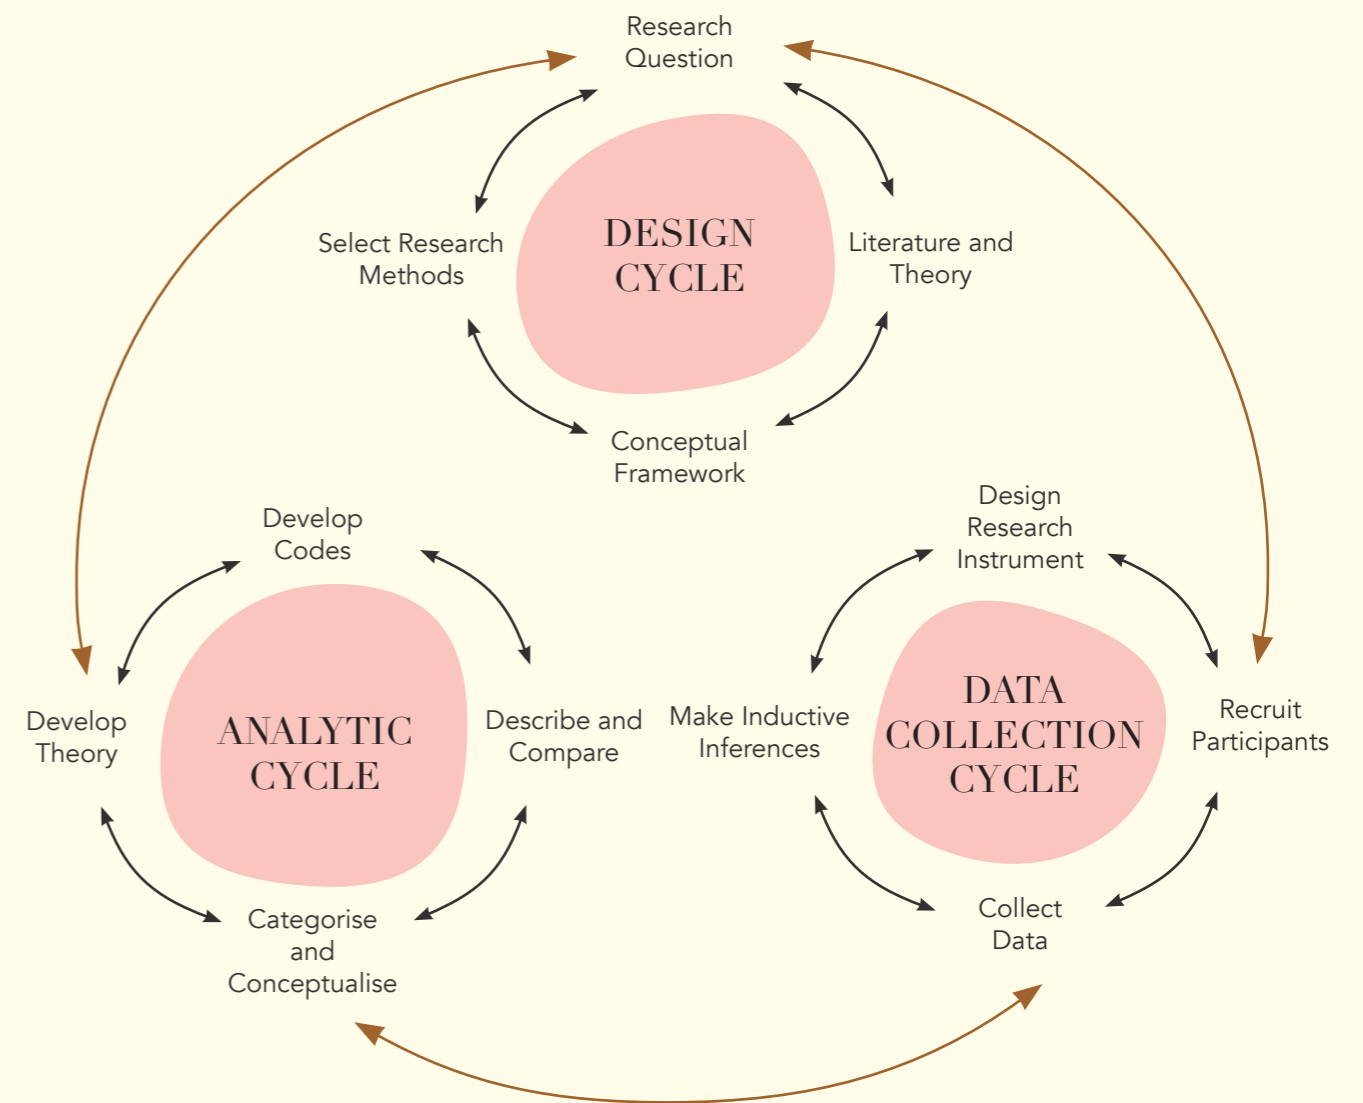 Research
Question
DESIGN
CYCLE
Select Research
Methods
Literature and
Theory
Conceptual
Framework
Develop
Codes
ANALYTIC
CYCLE
Develop
Theory
Describe and
Compare
Categorise
and
Conceptualise
Design
Research
Instrument
DATA
COLLECTION
CYCLE
Make Inductive
Inferences
Recruit
Participants
Collect
Data